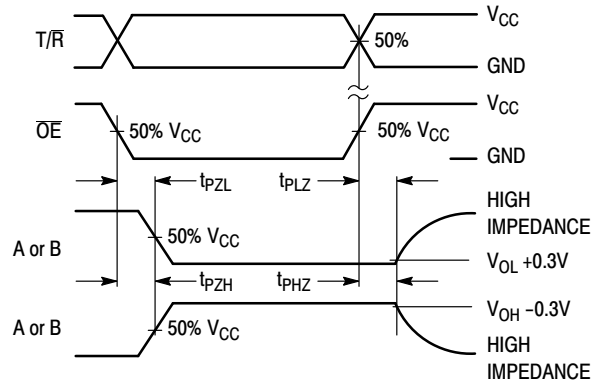 T/R̅ 50% V_CC
GND
O̅E̅ 50% V_CC 50% V_CC V_CC
GND
t_PZL t_PLZ HIGH
IMPEDANCE
A or B 50% V_CC
V_OL +0.3V
t_PZH t_PHZ
V_OH −0.3V
A or B 50% V_CC
HIGH
IMPEDANCE